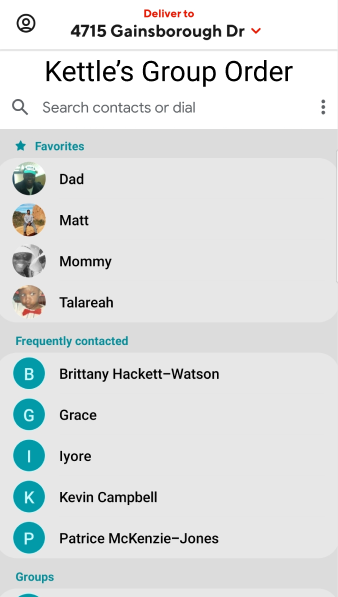 Deliver to
4715 Gainsborough Dr
Kettle's Group Order
Search contacts or dial
Favorites
Dad
Matt
Mommy
Talareah
Frequently contacted
B Brittany Hackett-Watson
G Grace
I Iyore
K Kevin Campbell
P Patrice McKenzie-Jones
Groups